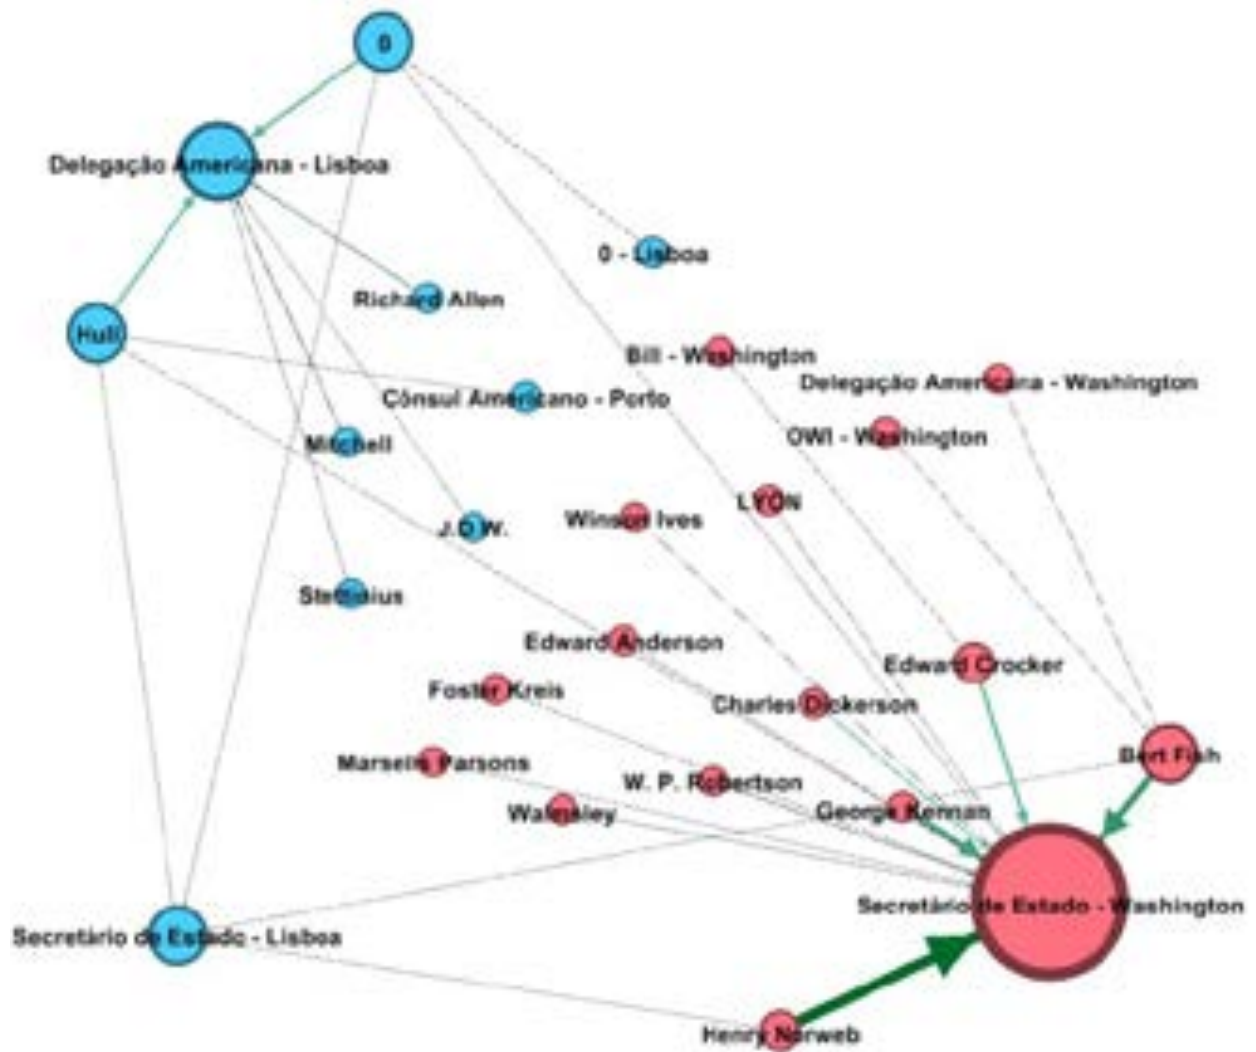 0
Delegação Americana - Lisboa
0 - Lisboa
Richard Allen
Hull
Bill - Washington
Delegação Americana - Washington
Cônsul Americano - Porto
OWI - Washington
Mitchell
LYON
Winson Ives
J.D W.
Stettinius
Edward Anderson
Edward Crocker
Foster Kreis
Charles Dickerson
Bert Fish
Marselis Parsons
W. P. Robertson
Walmsley
George Kennan
Secretário de Estado - Washington
Secretário de Estado - Lisboa
Henry Norweb